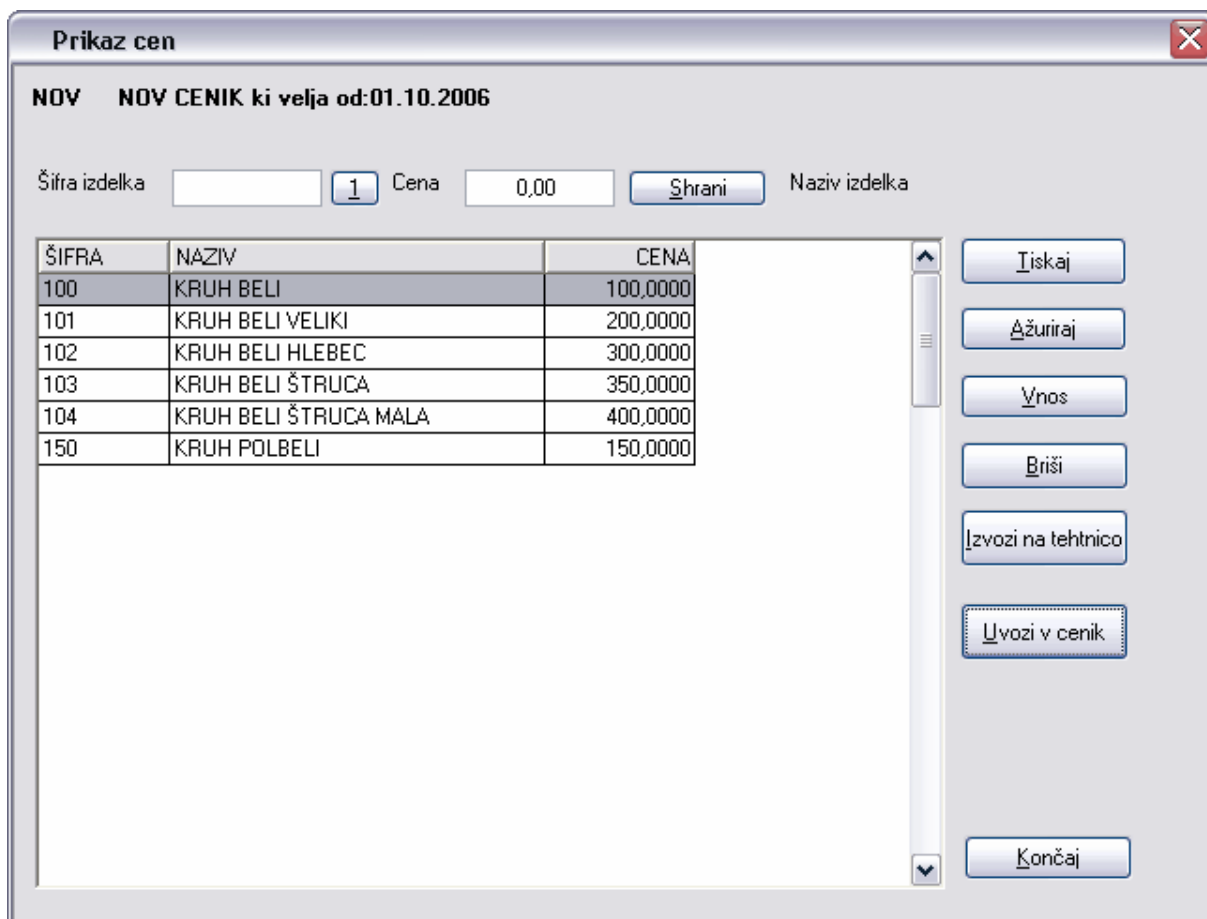 Prikaz cen
NOV NOV CENIK ki velja od:01.10.2006
Šifra izdelka 1 Cena 0,00 Shrani Naziv izdelka
ŠIFRA NAZIV CENA
100 KRUH BELI 100,0000
101 KRUH BELI VELIKI 200,0000
102 KRUH BELI HLEBEC 300,0000
103 KRUH BELI ŠTRUCA 350,0000
104 KRUH BELI ŠTRUCA MALA 400,0000
150 KRUH POLBELI 150,0000
Tiskaj
Ažuriraj
Vnos
Briši
Izvozi na tehtnico
Uvozi v cenik
Končaj